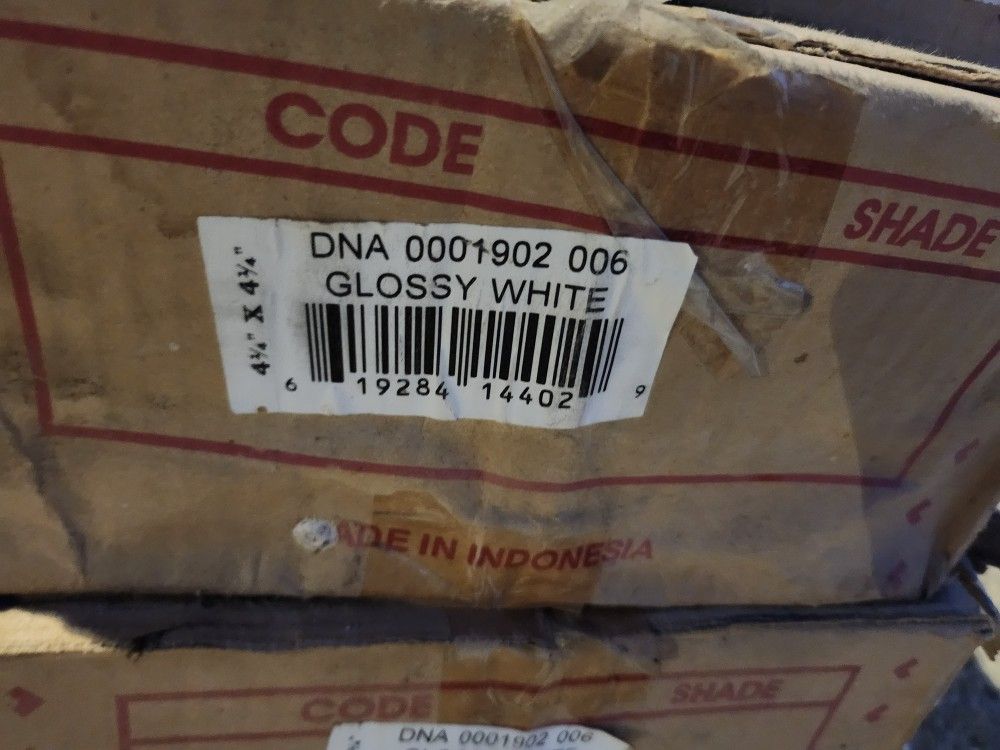 CODE
SHADE
DNA 0001902 006
GLOSSY WHITE
4¼" X 4¼"
6 19284 14402 9
ADE IN INDONESIA
CODE
SHADE
DNA 0001902 006